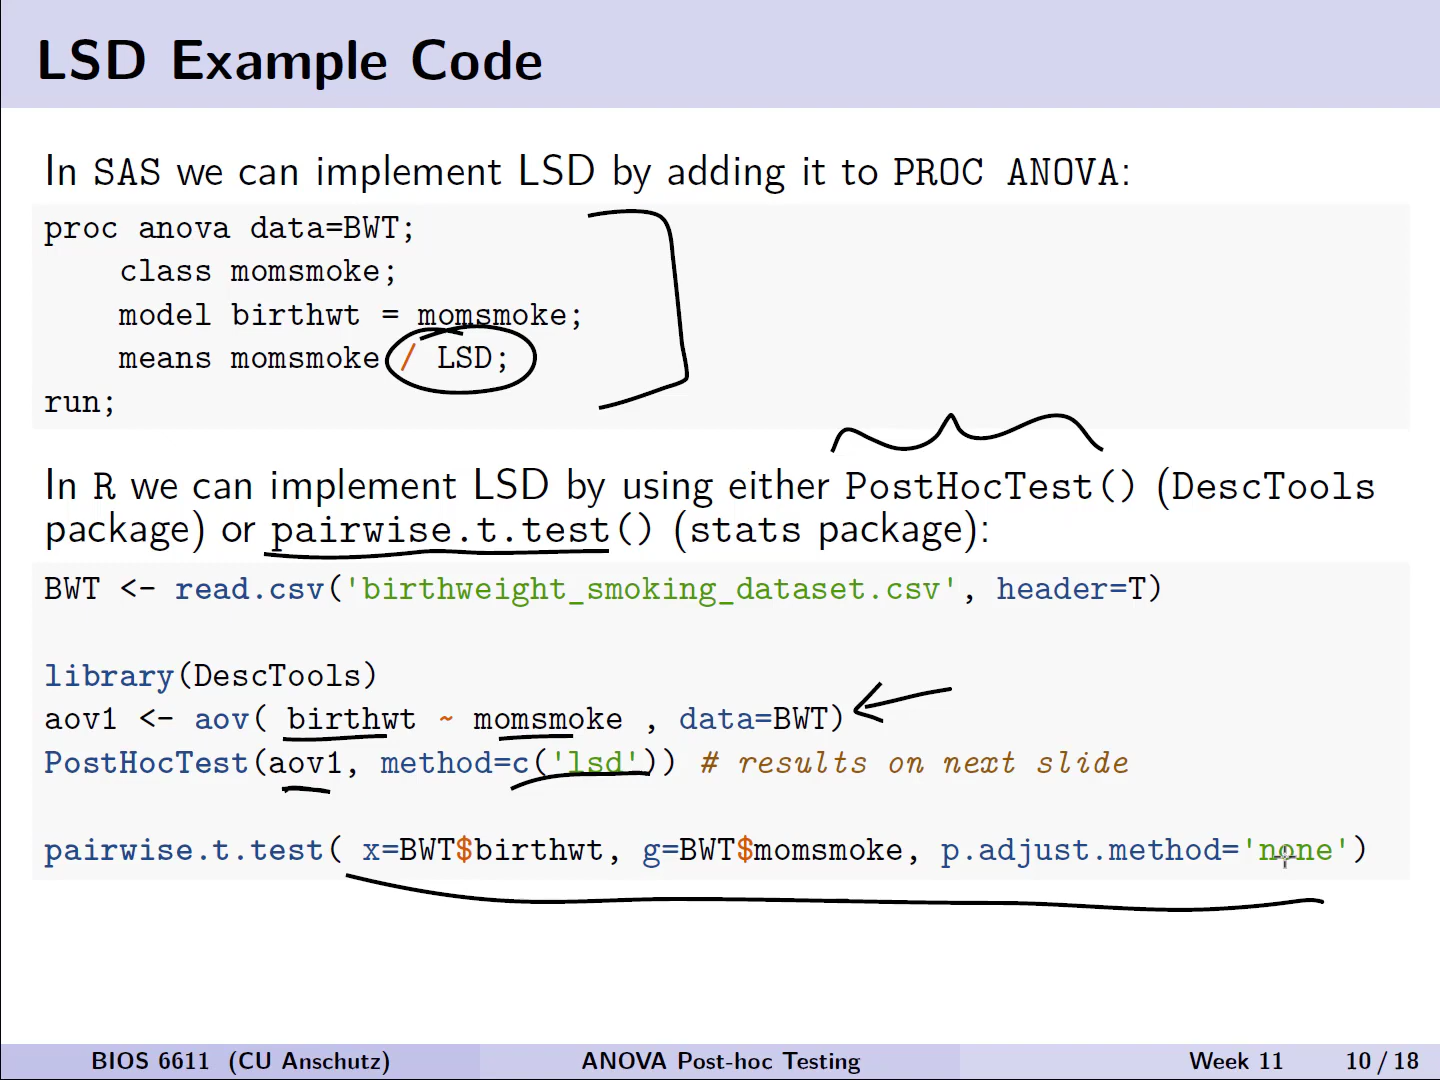 LSD Example Code
In SAS we can implement LSD by adding it to PROC ANOVA:
proc anova data=BWT;
class momsmoke;
model birthwt = momsmoke;
means momsmoke / LSD;
run;
In R we can implement LSD by using either PostHocTest() (DescTools
package) or pairwise.t.test() (stats package):
BWT <- read.csv('birthweight_smoking_dataset.csv', header=T)
library(DescTools)
aov1 <- aov( birthwt ~ momsmoke , data=BWT)
PostHocTest(aov1, method=c('lsd')) # results on next slide
pairwise.t.test( x=BWT$birthwt, g=BWT$momsmoke, p.adjust.method='none')
BIOS 6611 (CU Anschutz) ANOVA Post-hoc Testing Week 11 10 / 18